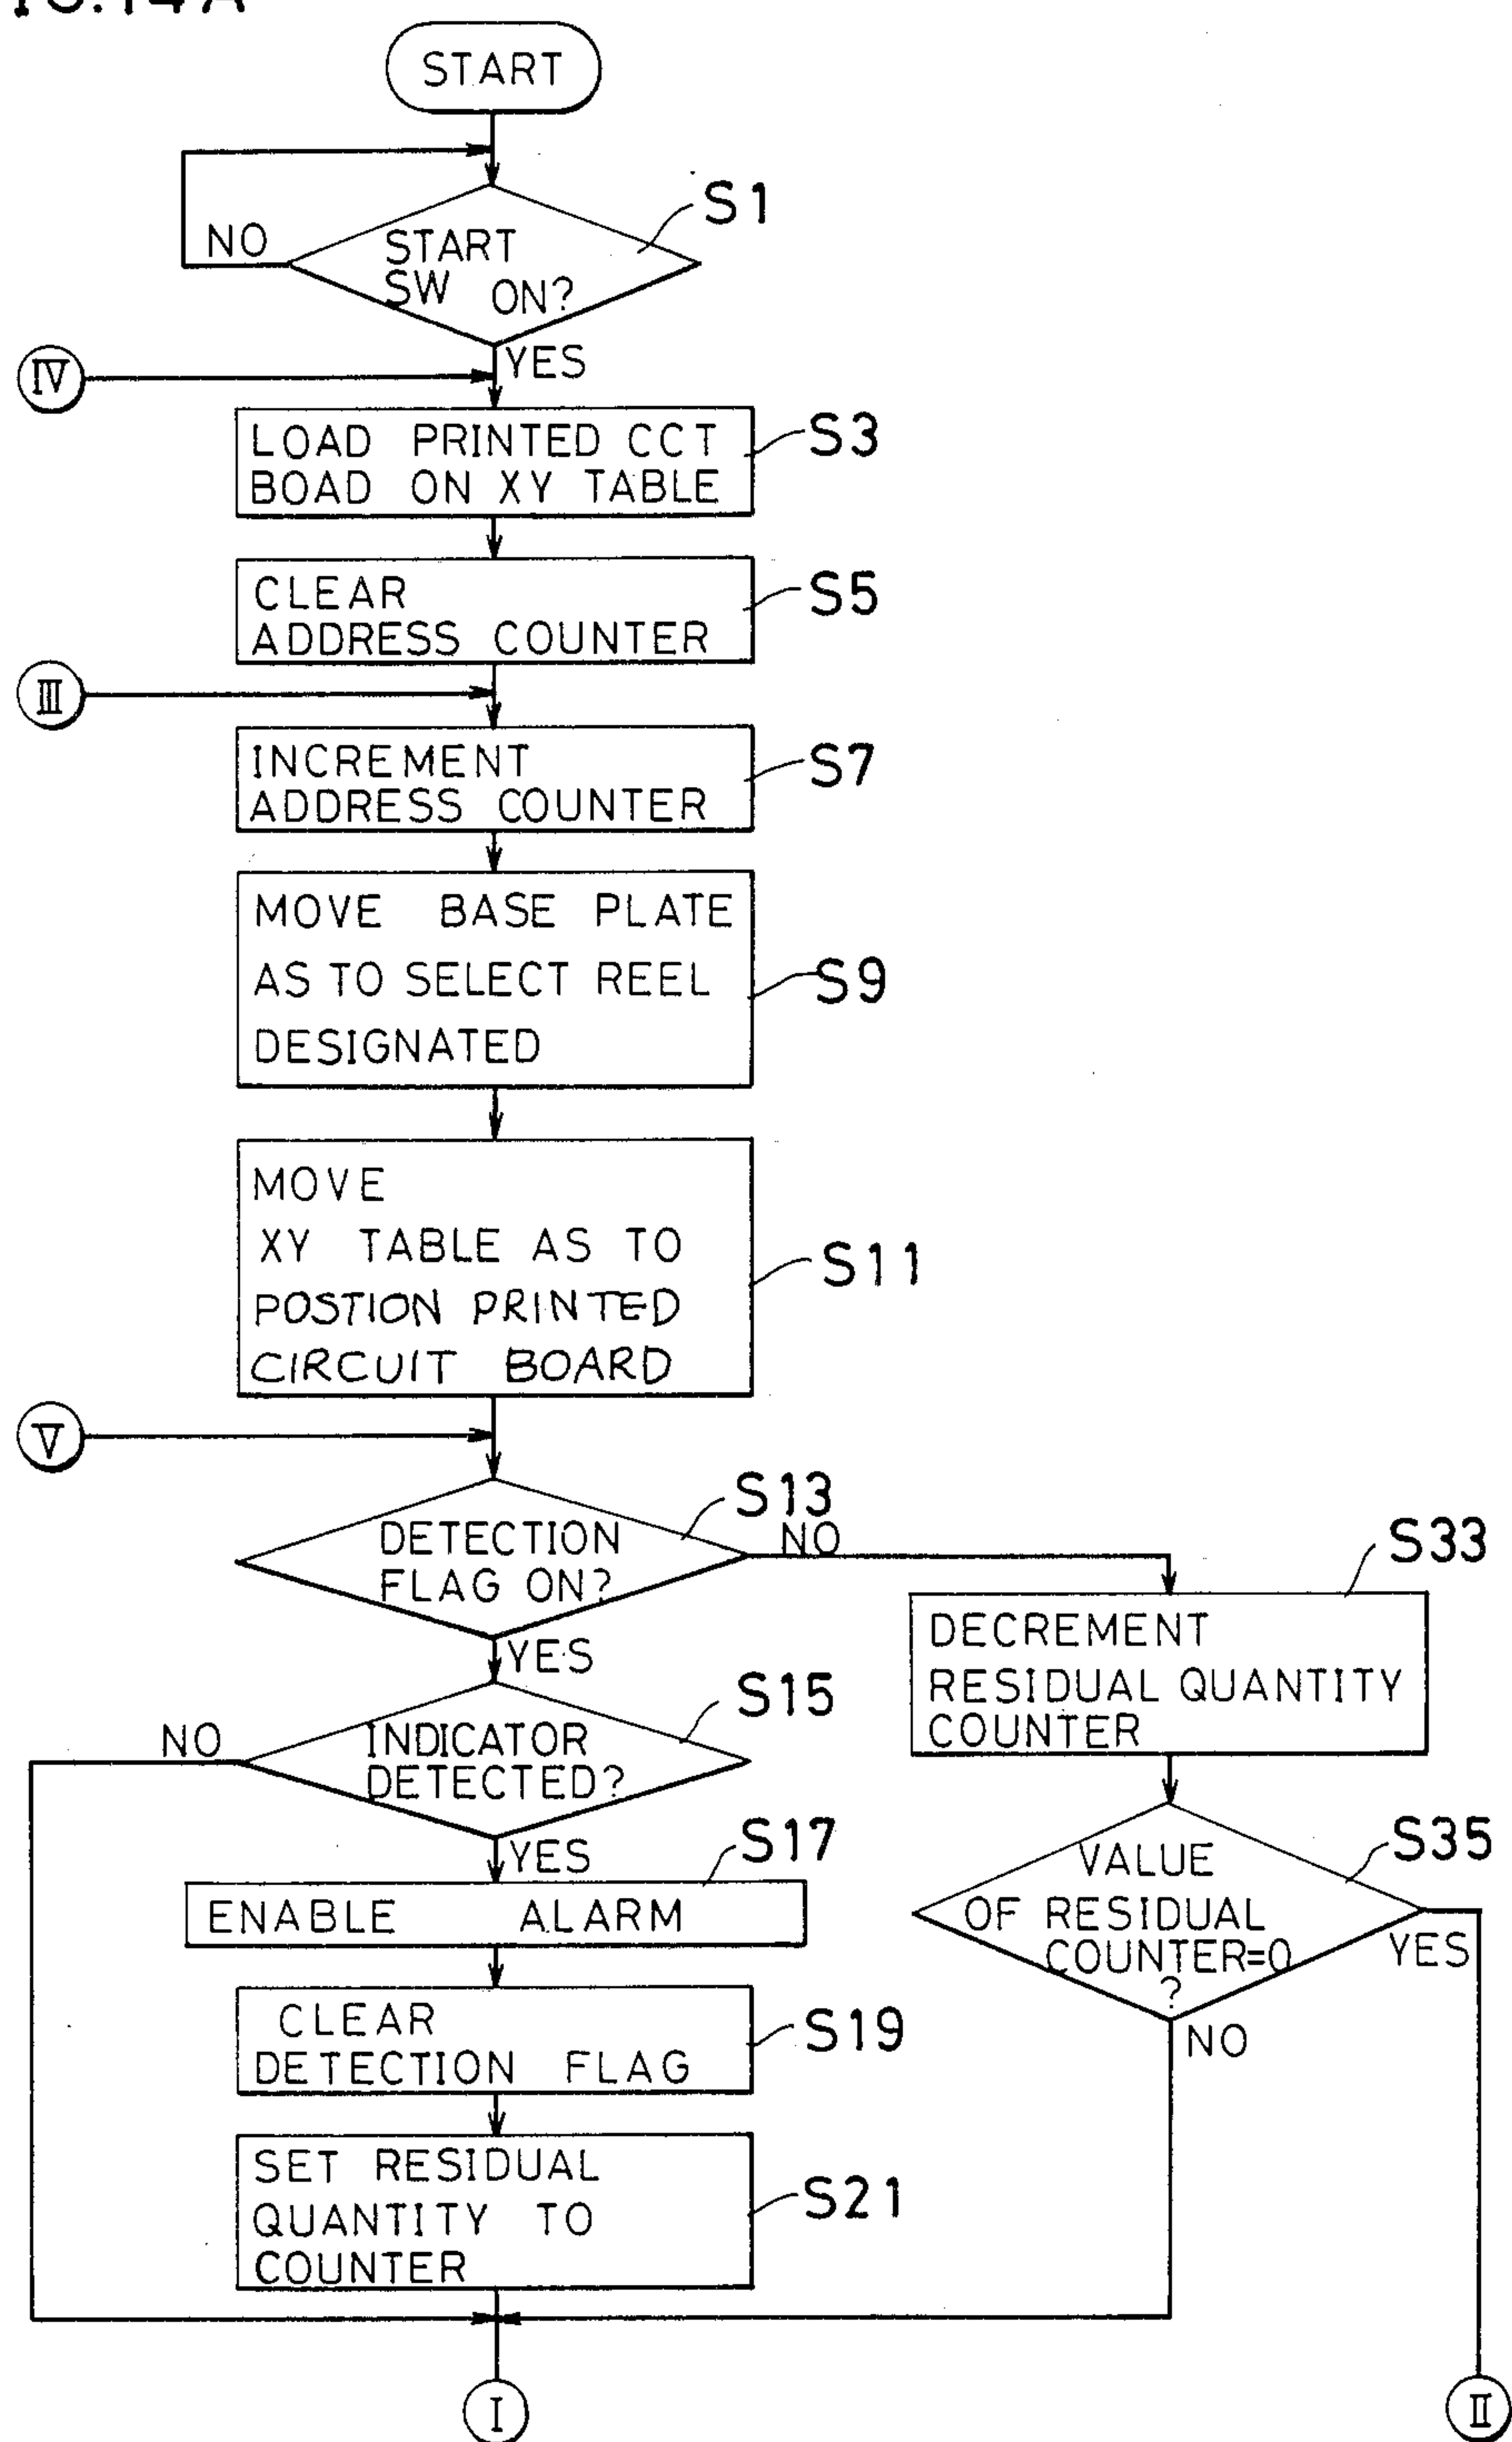 FIG. 14A
START
S1
NO
START
SW ON?
YES
IV
LOAD PRINTED CCT
BOAD ON XY TABLE
S3
CLEAR
ADDRESS COUNTER
S5
III
INCREMENT
ADDRESS COUNTER
S7
MOVE BASE PLATE
AS TO SELECT REEL
DESIGNATED
S9
MOVE
XY TABLE AS TO
POSTION PRINTED
CIRCUIT BOARD
S11
V
S13
DETECTION
FLAG ON?
NO
YES
S33
DECREMENT
RESIDUAL QUANTITY
COUNTER
S15
NO
INDICATOR
DETECTED?
YES
S17
ENABLE ALARM
S35
VALUE
OF RESIDUAL
COUNTER=0
?
YES
NO
CLEAR
DETECTION FLAG
S19
SET RESIDUAL
QUANTITY TO
COUNTER
S21
I
II